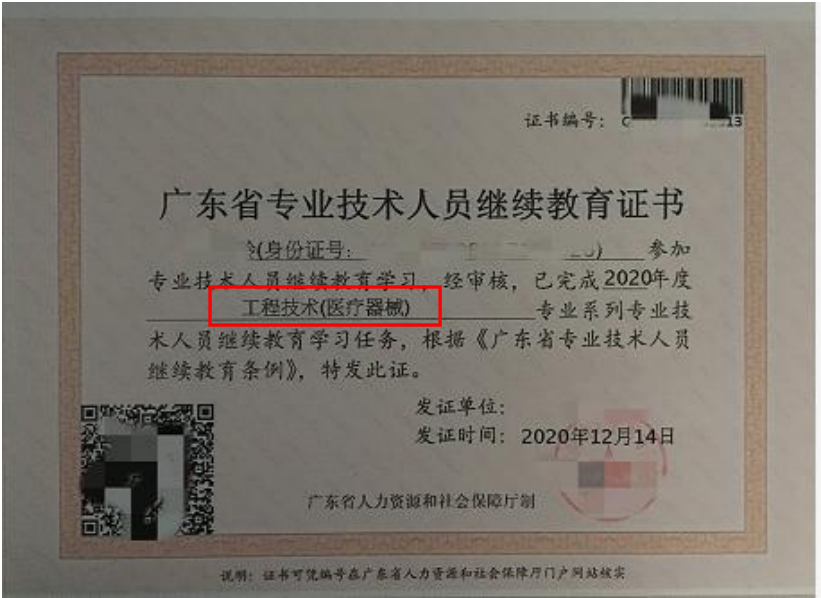 证书编号：
广东省专业技术人员继续教育证书
(身份证号： ) 参加
专业技术人员继续教育学习，经审核，已完成2020年度
工程技术(医疗器械) 专业系列专业技
术人员继续教育学习任务，根据《广东省专业技术人员
继续教育条例》，特发此证。
发证单位：
发证时间：2020年12月14日
广东省人力资源和社会保障厅制
说明：证书可凭编号在广东省人力资源和社会保障厅门户网站核实